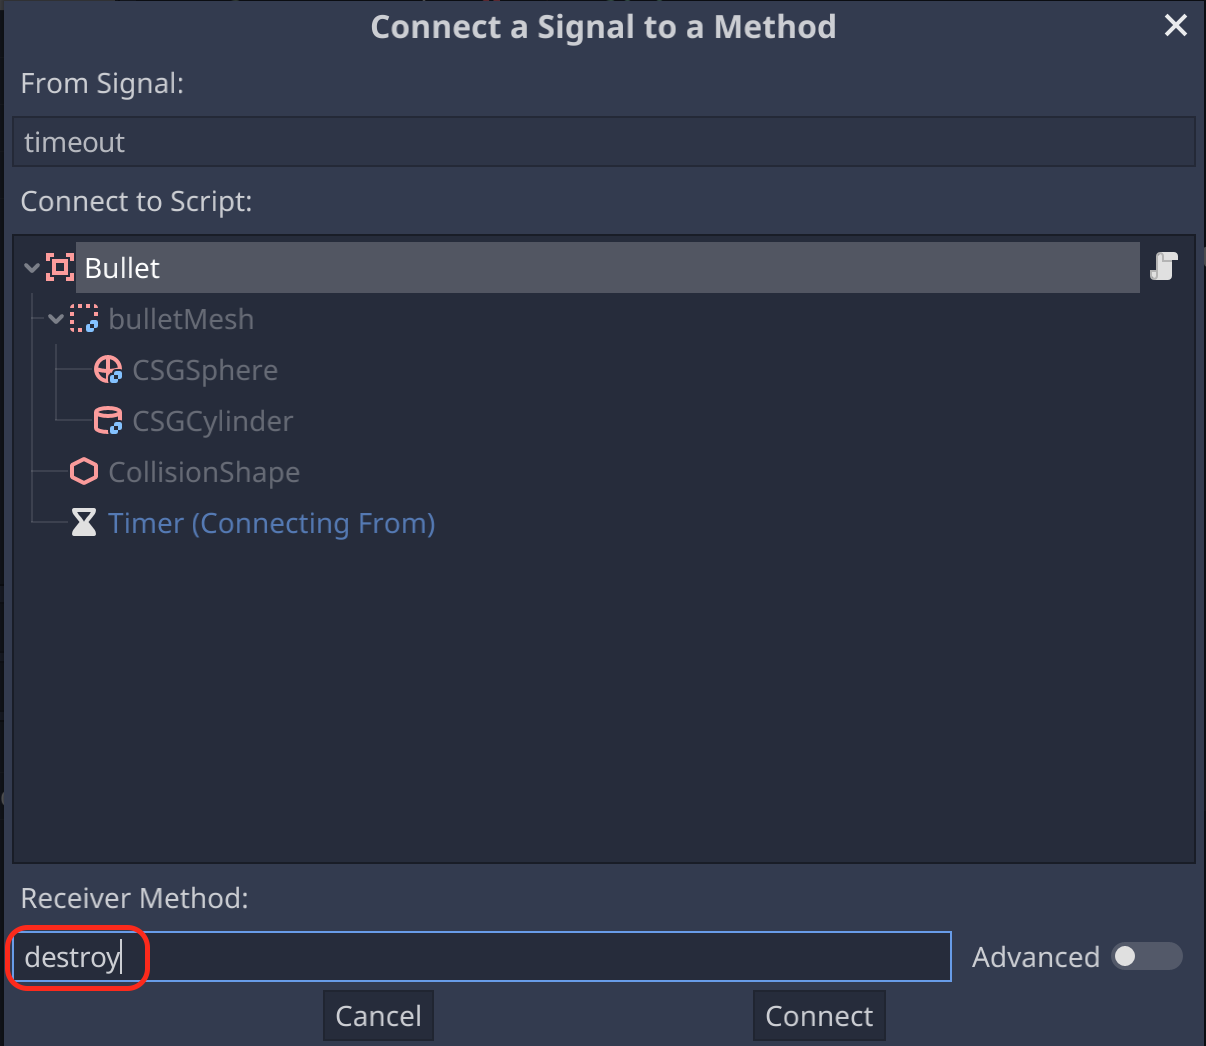 Connect a Signal to a Method
From Signal:
timeout
Connect to Script:
Bullet
bulletMesh
CSGSphere
CSGCylinder
CollisionShape
Timer (Connecting From)
Receiver Method:
destroy
Advanced
Cancel
Connect